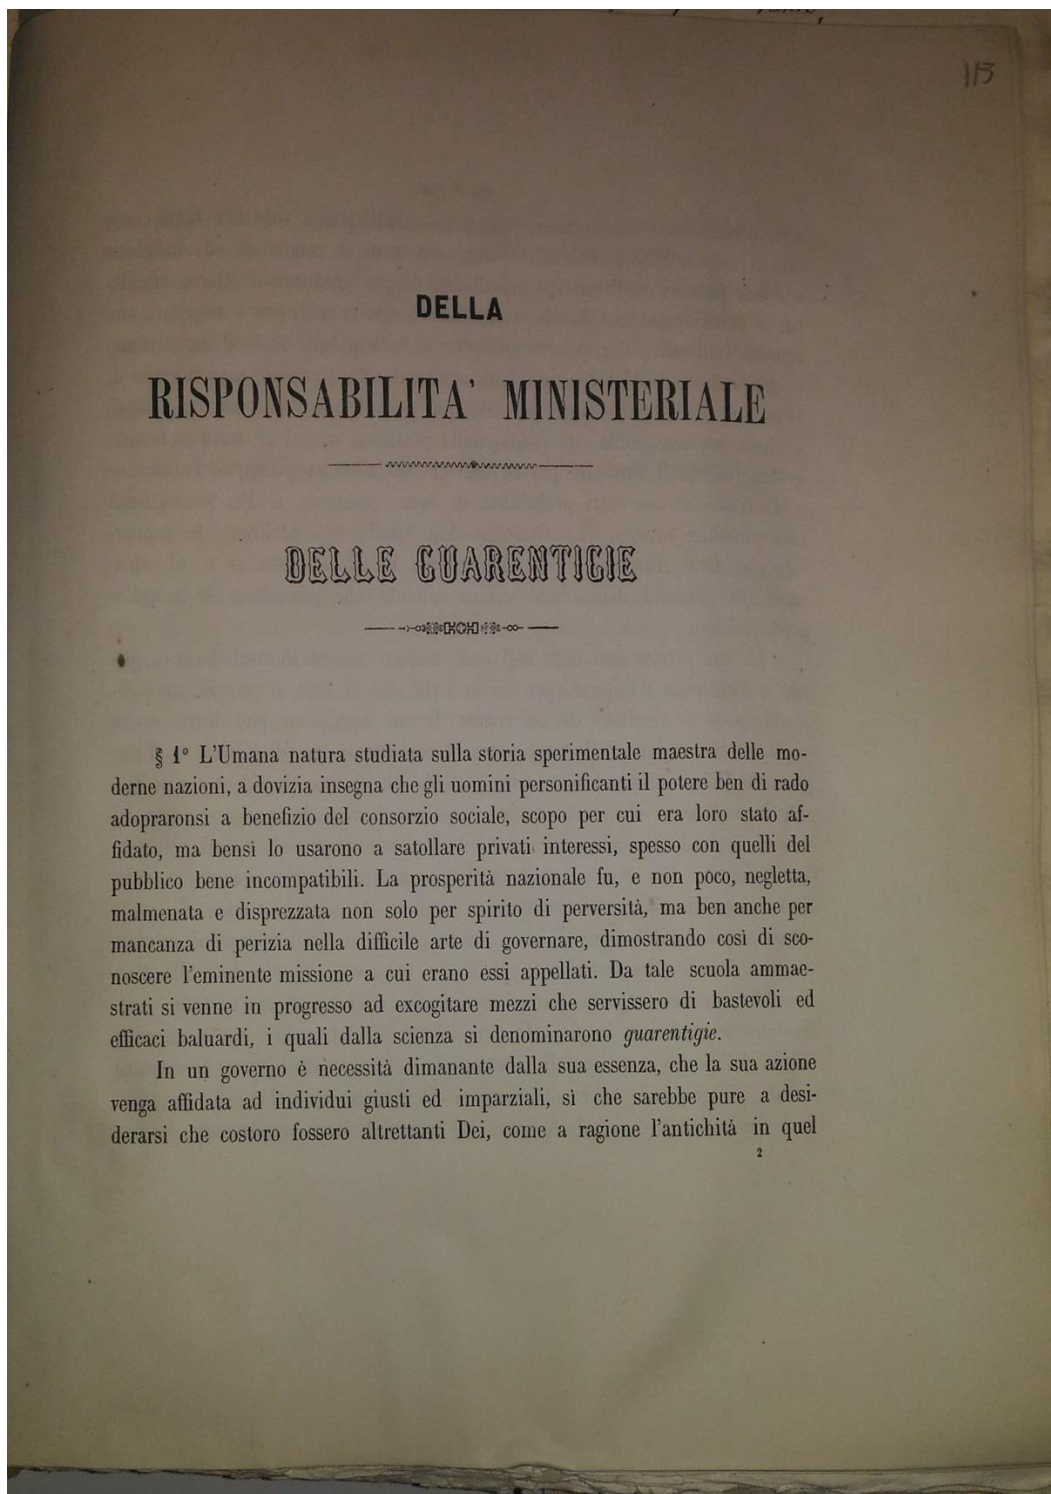 113
DELLA
RISPONSABILITA' MINISTERIALE
DELLE GUARENTIGIE
§ 1° L'Umana natura studiata sulla storia sperimentale maestra delle mo-
derne nazioni, a dovizia insegna che gli uomini personificanti il potere ben di rado
adopraronsi a benefizio del consorzio sociale, scopo per cui era loro stato af-
fidato, ma bensì lo usarono a satollare privati interessi, spesso con quelli del
pubblico bene incompatibili. La prosperità nazionale fu, e non poco, negletta,
malmenata e disprezzata non solo per spirito di perversità, ma ben anche per
mancanza di perizia nella difficile arte di governare, dimostrando così di sco-
noscere l'eminente missione a cui erano essi appellati. Da tale scuola ammae-
strati si venne in progresso ad excogitare mezzi che servissero di bastevoli ed
efficaci baluardi, i quali dalla scienza si denominarono guarentigie.
In un governo è necessità dimanante dalla sua essenza, che la sua azione
venga affidata ad individui giusti ed imparziali, sì che sarebbe pure a desi-
derarsi che costoro fossero altrettanti Dei, come a ragione l'antichità in quel
2